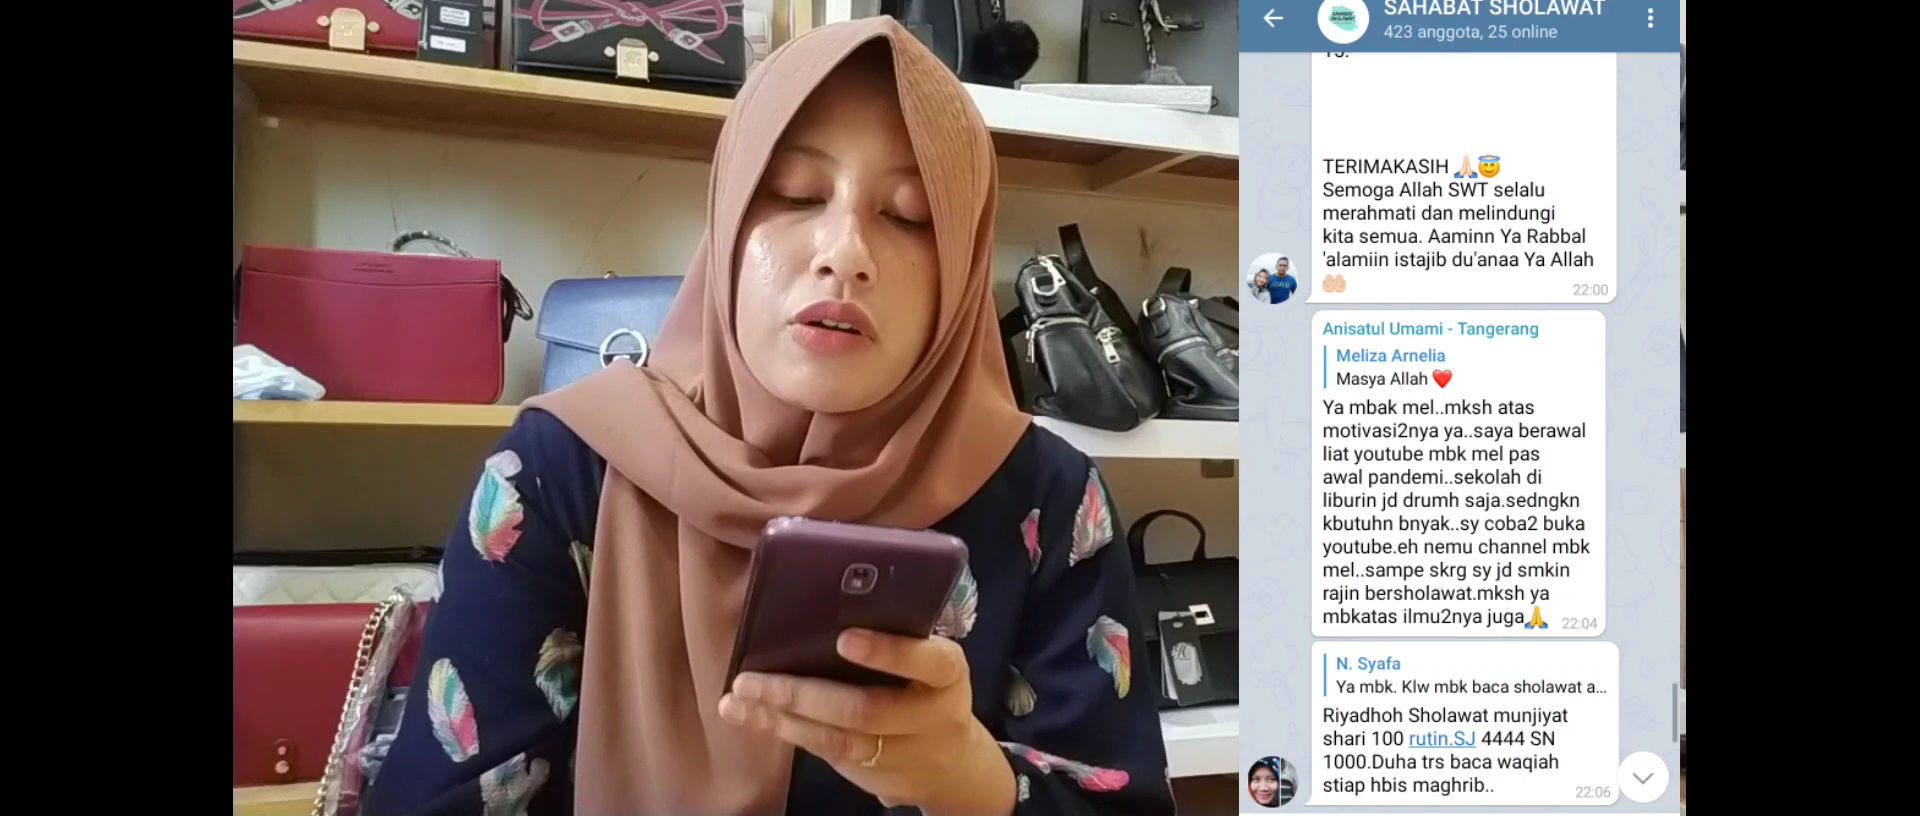 SAHABAT SHOLAWAT
423 anggota, 25 online
TERIMAKASIH 🙏🏻😇
Semoga Allah SWT selalu
merahmati dan melindungi
kita semua. Aaminn Ya Rabbal
'alamiin istajib du'anaa Ya Allah
🤲🏻
22:00
Anisatul Umami - Tangerang
Meliza Arnelia
Masya Allah ❤️
Ya mbak mel..mksh atas
motivasi2nya ya..saya berawal
liat youtube mbk mel pas
awal pandemi..sekolah di
liburin jd drumh saja.sedngkn
kbutuhn bnyak..sy coba2 buka
youtube.eh nemu channel mbk
mel..sampe skrg sy jd smkin
rajin bersholawat.mksh ya
mbkatas ilmu2nya juga🙏
22:04
N. Syafa
Ya mbk. Klw mbk baca sholawat a...
Riyadhoh Sholawat munjiyat
shari 100 rutin.SJ 4444 SN
1000.Duha trs baca waqiah
stiap hbis maghrib..
22:06